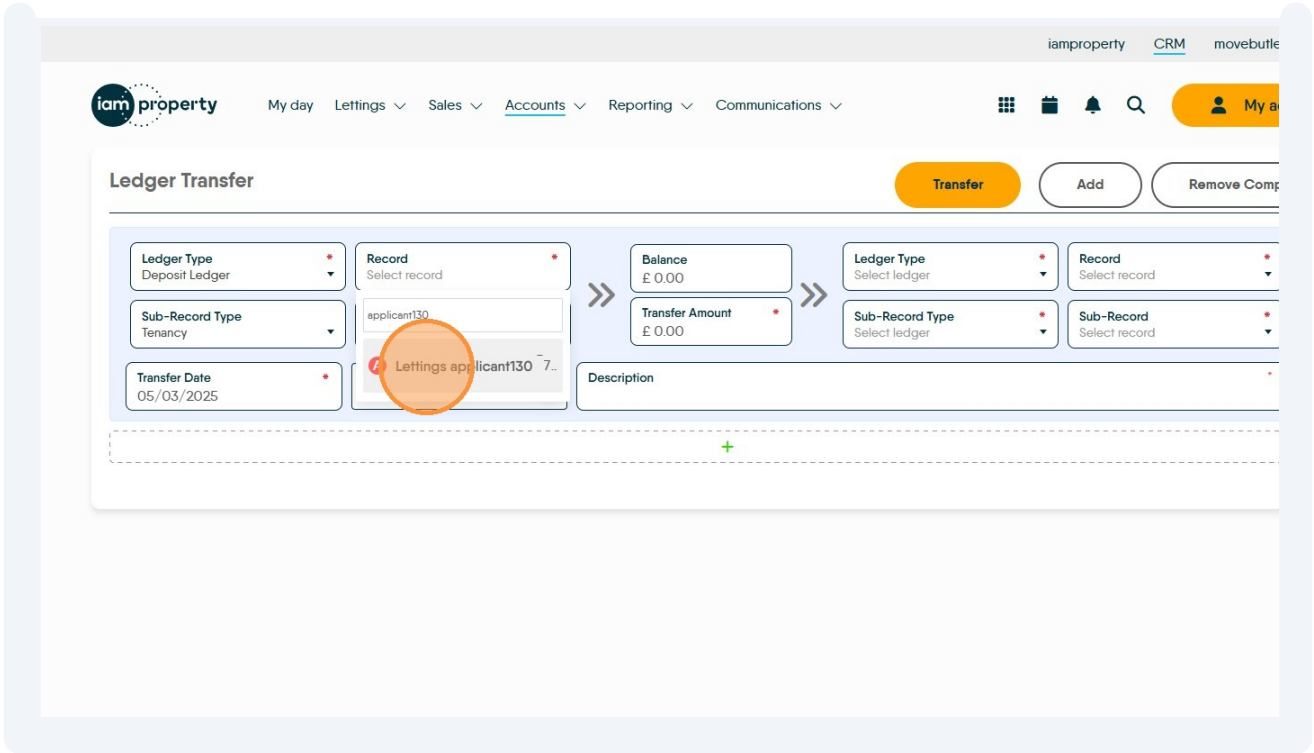 iamproperty CRM movebutle
iam property My day Lettings Sales Accounts Reporting Communications My a
Ledger Transfer Transfer Add Remove Comp
Ledger Type *
Deposit Ledger
Record *
Select record
Balance
£ 0.00
Ledger Type *
Select ledger
Record *
Select record
Sub-Record Type
Tenancy
applicant130
Transfer Amount *
£ 0.00
Sub-Record Type *
Select ledger
Sub-Record *
Select record
Lettings applicant130 - 7..
Transfer Date *
05/03/2025
Description *
+